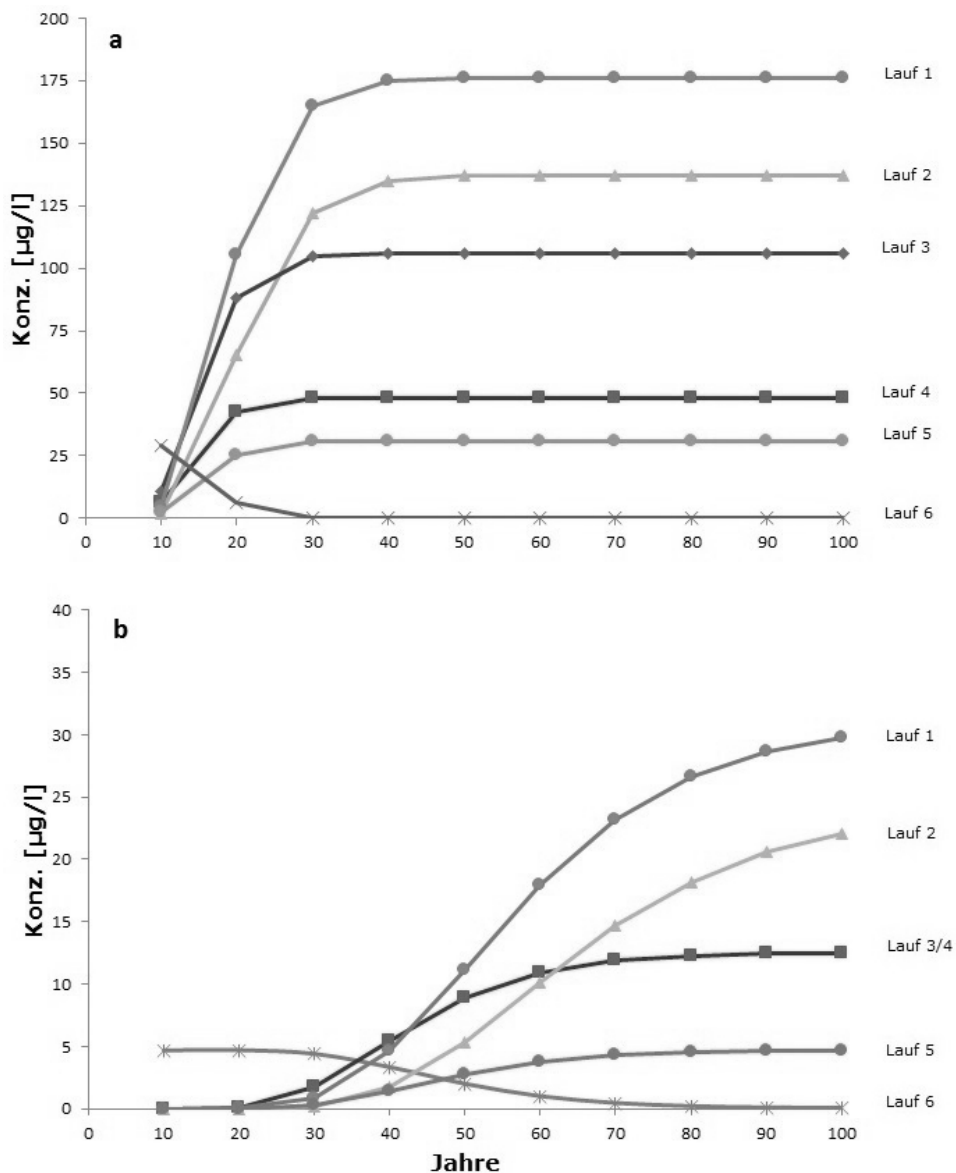 a
Konz. [µg/l]
200
175
150
125
100
75
50
25
0
0 10 20 30 40 50 60 70 80 90 100
Lauf 1
Lauf 2
Lauf 3
Lauf 4
Lauf 5
Lauf 6
b
Konz. [µg/l]
40
35
30
25
20
15
10
5
0
0 10 20 30 40 50 60 70 80 90 100
Lauf 1
Lauf 2
Lauf 3/4
Lauf 5
Lauf 6
Jahre